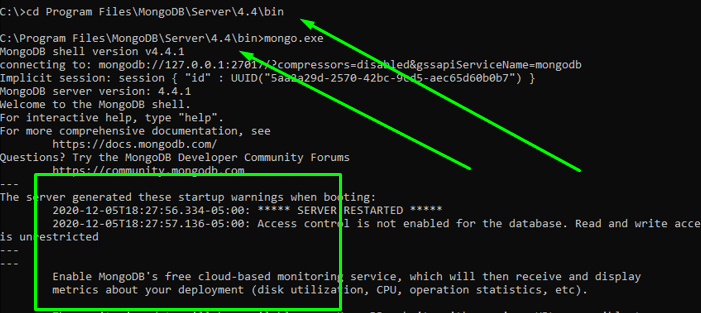 C:\>cd Program Files\MongoDB\Server\4.4\bin
C:\Program Files\MongoDB\Server\4.4\bin>mongo.exe
MongoDB shell version v4.4.1
connecting to: mongodb://127.0.0.1:27017/?compressors=disabled&gssapiServiceName=mongodb
Implicit session: session { "id" : UUID("5aa2a29d-2570-42bc-9cd5-aec65d60b0b7") }
MongoDB server version: 4.4.1
Welcome to the MongoDB shell.
For interactive help, type "help".
For more comprehensive documentation, see
https://docs.mongodb.com/
Questions? Try the MongoDB Developer Community Forums
https://community.mongodb.com
---
The server generated these startup warnings when booting:
2020-12-05T18:27:56.334-05:00: ***** SERVER RESTARTED *****
2020-12-05T18:27:57.136-05:00: Access control is not enabled for the database. Read and write acce
is unrestricted
---
---
Enable MongoDB's free cloud-based monitoring service, which will then receive and display
metrics about your deployment (disk utilization, CPU, operation statistics, etc).